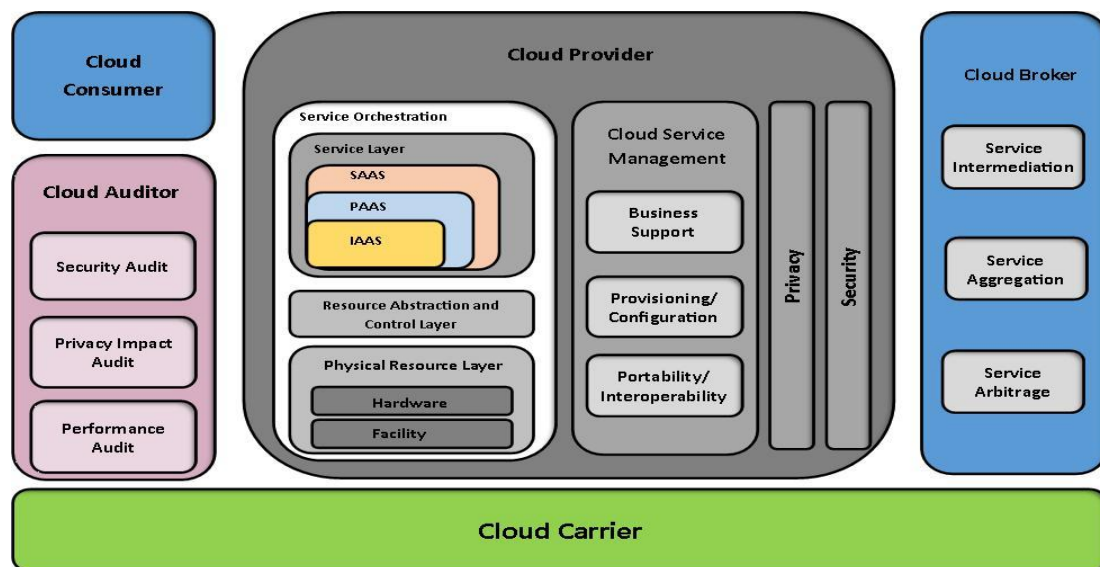 Cloud
Consumer
Cloud Auditor
Security Audit
Privacy Impact
Audit
Performance
Audit
Cloud Provider
Service Orchestration
Service Layer
SAAS
PAAS
IAAS
Resource Abstraction and
Control Layer
Physical Resource Layer
Hardware
Facility
Cloud Service
Management
Business
Support
Provisioning/
Configuration
Portability/
Interoperability
Privacy
Security
Cloud Broker
Service
Intermediation
Service
Aggregation
Service
Arbitrage
Cloud Carrier